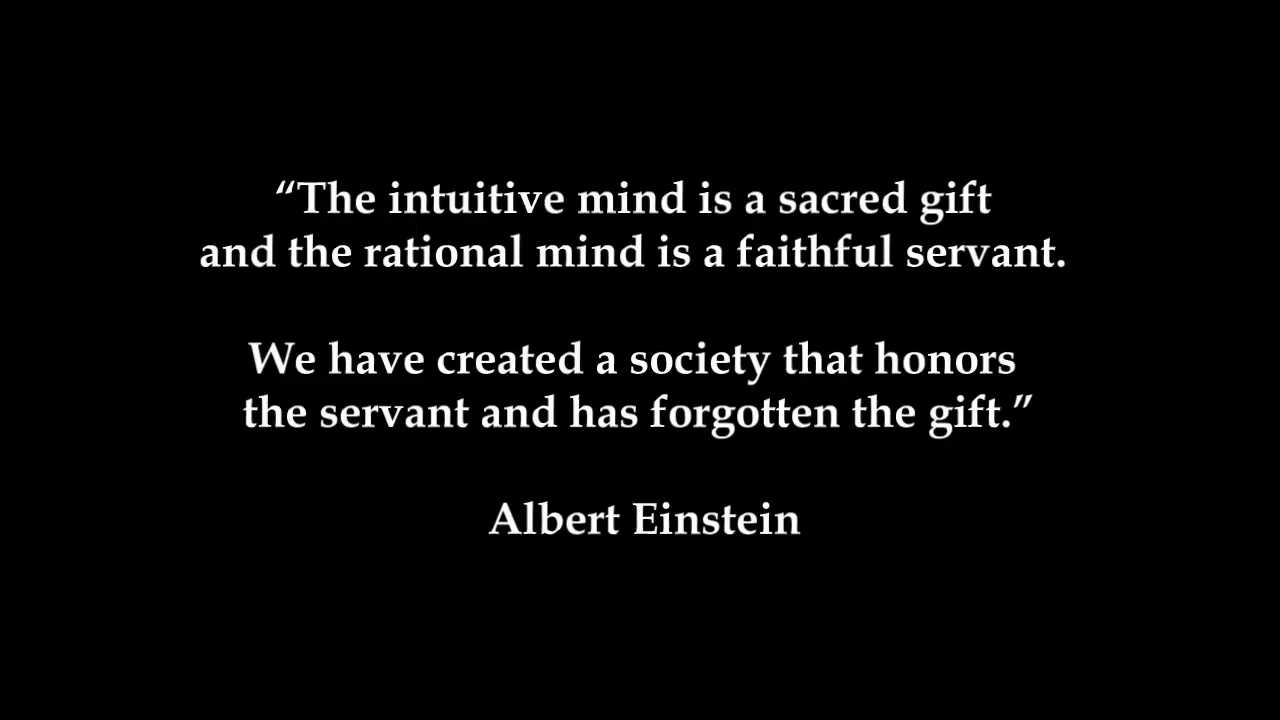 “The intuitive mind is a sacred gift
and the rational mind is a faithful servant.
We have created a society that honors
the servant and has forgotten the gift.”
Albert Einstein